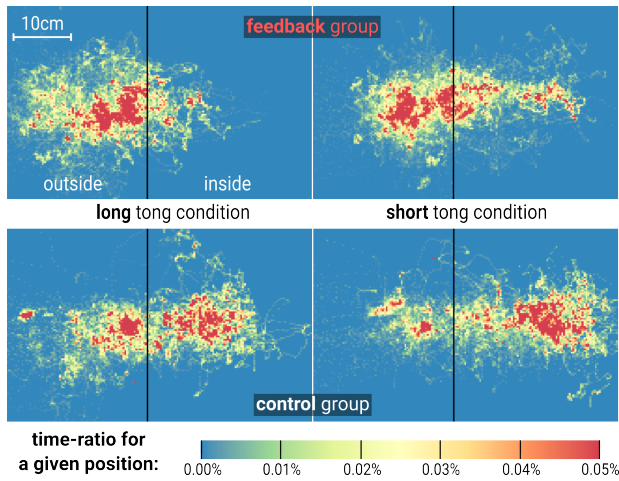 10cm
feedback group
outside
inside
long tong condition
short tong condition
control group
time-ratio for
a given position:
0.00%
0.01%
0.02%
0.03%
0.04%
0.05%